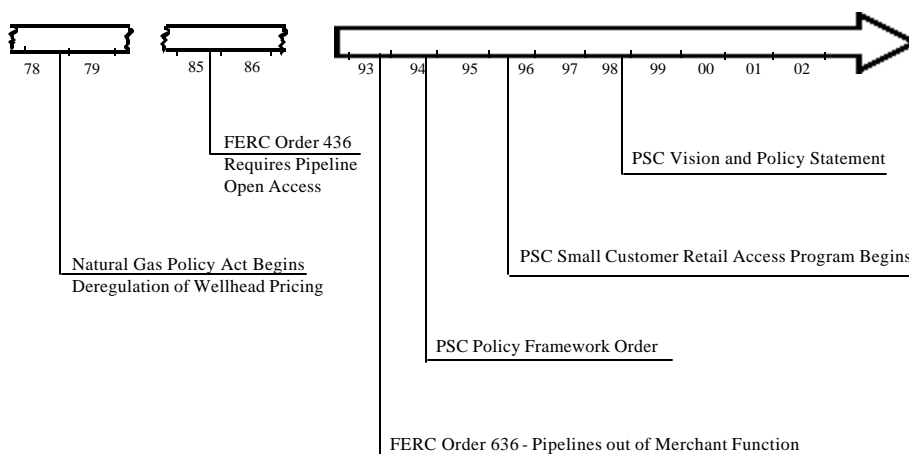 78 79 85 86 93 94 95 96 97 98 99 00 01 02
FERC Order 436
Requires Pipeline
Open Access
PSC Vision and Policy Statement
Natural Gas Policy Act Begins
Deregulation of Wellhead Pricing
PSC Small Customer Retail Access Program Begins
PSC Policy Framework Order
FERC Order 636 - Pipelines out of Merchant Function